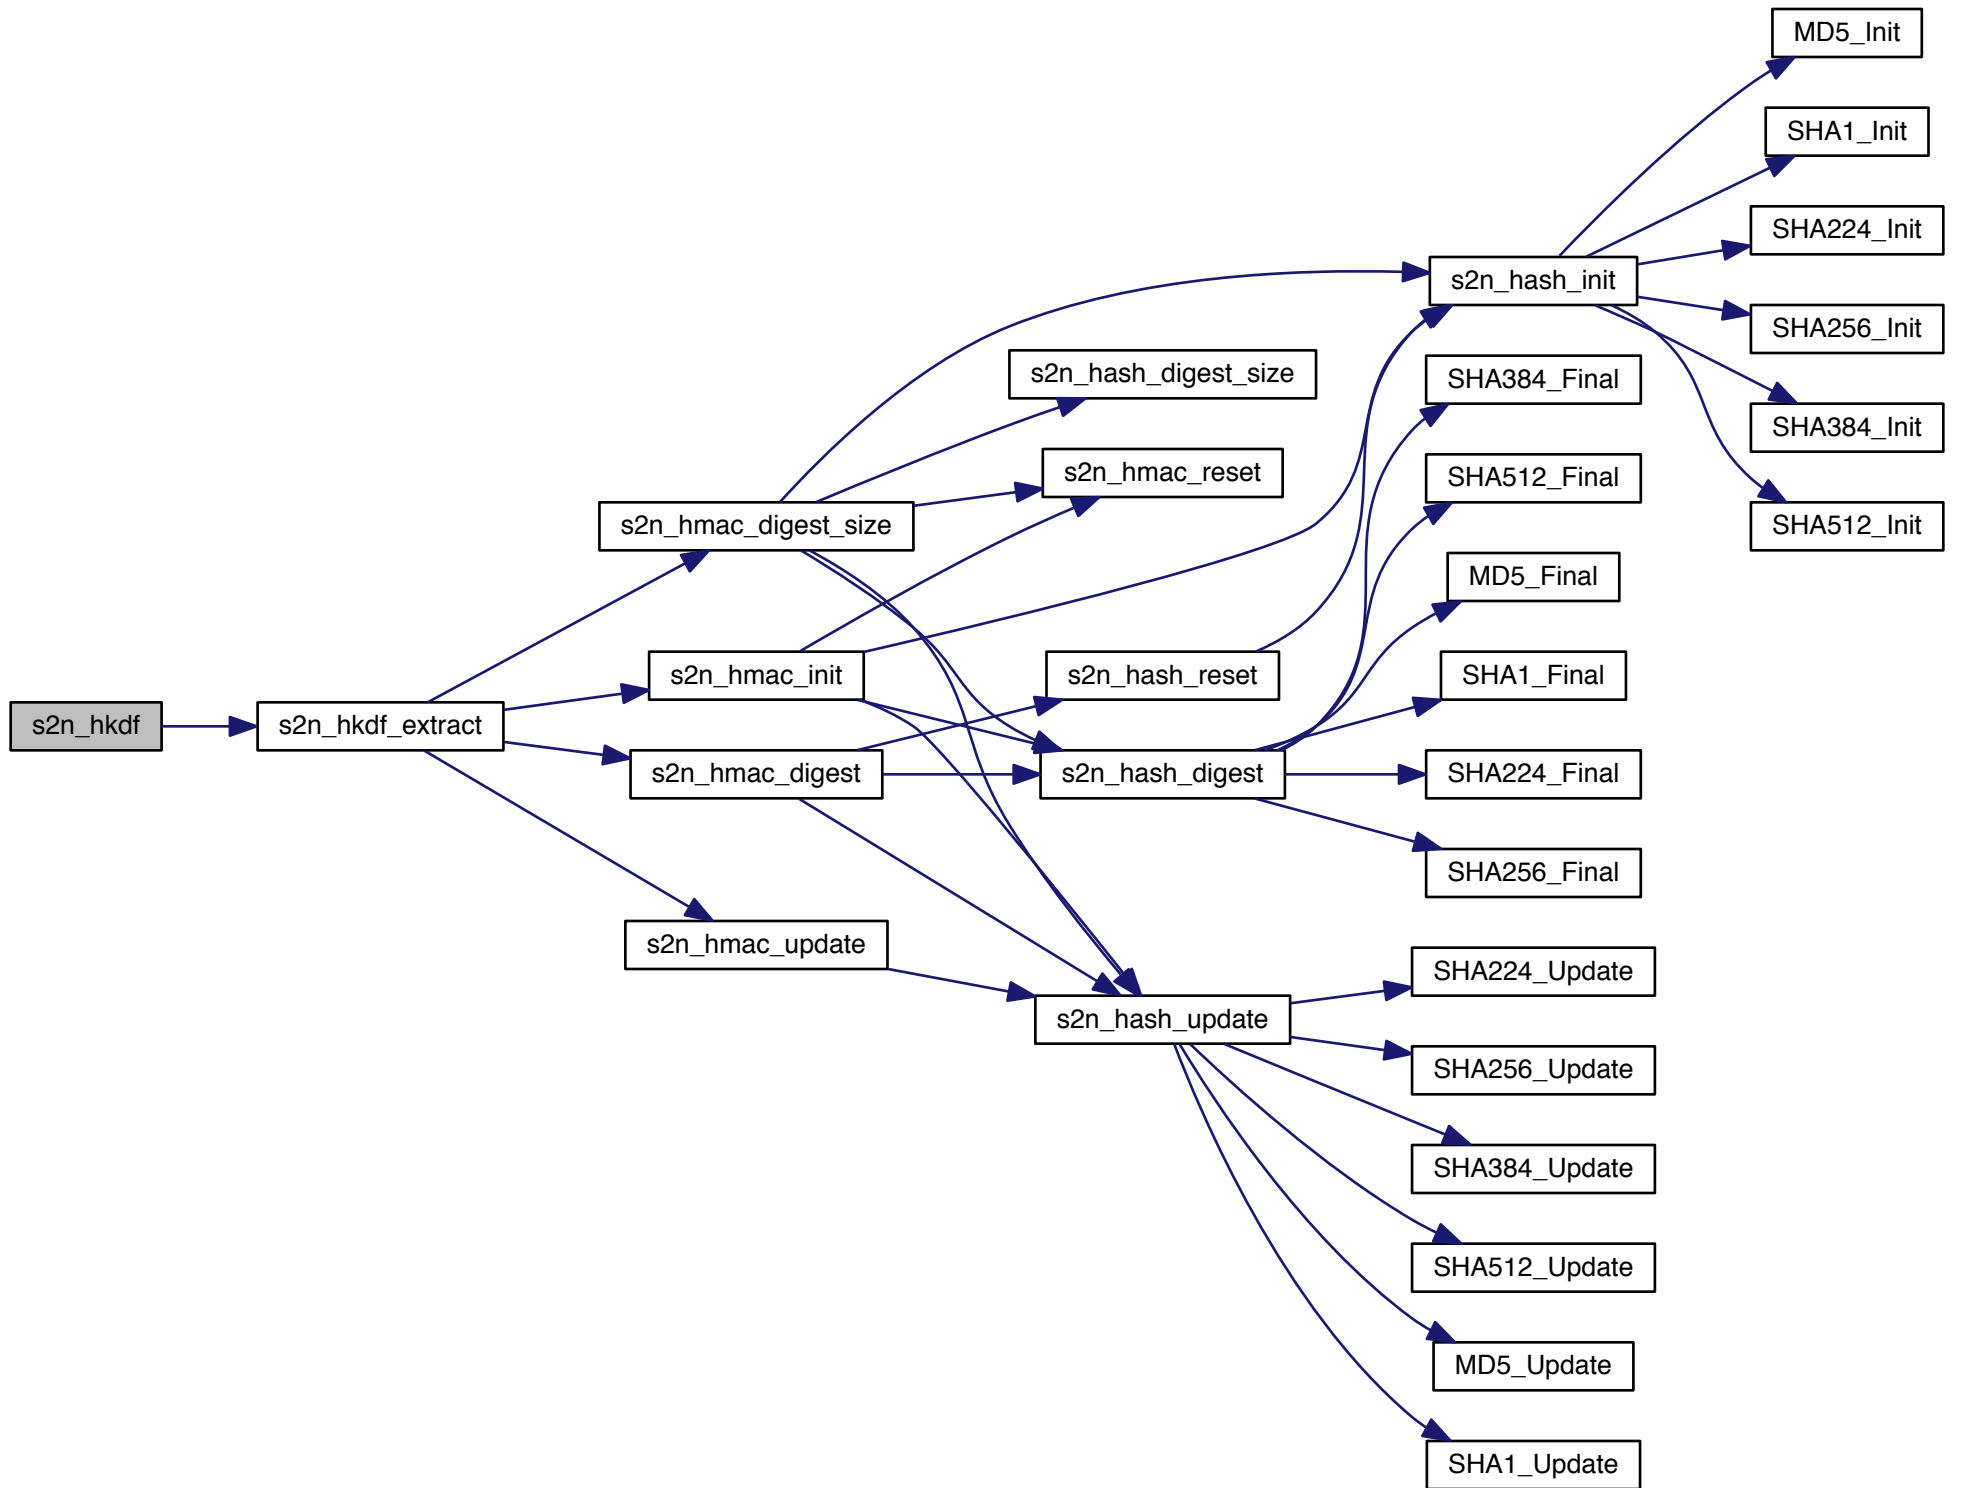 s2n_hkdf
s2n_hkdf_extract
s2n_hmac_digest_size
s2n_hmac_init
s2n_hmac_digest
s2n_hmac_update
s2n_hash_digest_size
s2n_hmac_reset
s2n_hash_reset
s2n_hash_digest
s2n_hash_update
s2n_hash_init
SHA384_Final
SHA512_Final
MD5_Final
SHA1_Final
SHA224_Final
SHA256_Final
SHA224_Update
SHA256_Update
SHA384_Update
SHA512_Update
MD5_Update
SHA1_Update
MD5_Init
SHA1_Init
SHA224_Init
SHA256_Init
SHA384_Init
SHA512_Init